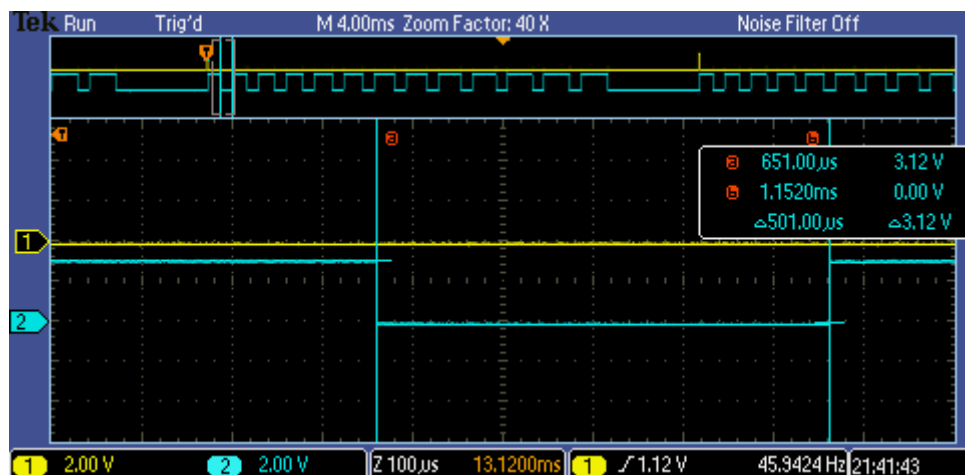 Tek Run Trig'd M 4.00ms Zoom Factor: 40 X Noise Filter Off
T
T a b
a 651.00µs 3.12 V
b 1.1520ms 0.00 V
△501.00µs △3.12 V
1
2
1 2.00 V 2 2.00 V Z 100µs 13.1200ms 1 ∫ 1.12 V 45.9424 Hz 21:41:43